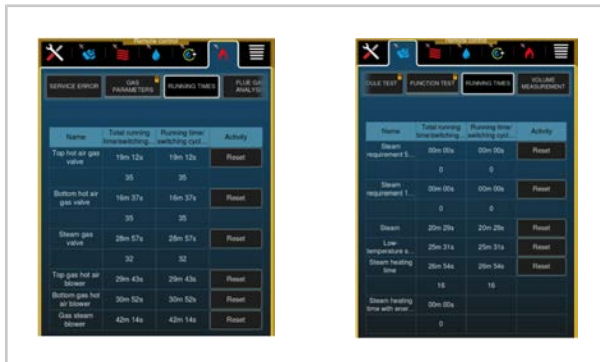 Remote control
SERVICE ERROR
GAS
PARAMETERS
RUNNING TIMES
FLUE GA
ANALYS
Name
Total running
time/switching...
Running time/
switching cycl...
Activity
Top hot air gas
valve
19m 12s
19m 12s
Reset
35
35
Bottom hot air
gas valve
16m 37s
16m 37s
Reset
35
35
Steam gas
valve
28m 57s
28m 57s
Reset
32
32
Top gas hot air
blower
29m 43s
29m 43s
Reset
Bottom gas hot
air blower
30m 52s
30m 52s
Reset
Gas steam
blower
42m 14s
42m 14s
Reset
Remote control
DULE TEST
FUNCTION TEST
RUNNING TIMES
VOLUME
MEASUREMENT
Name
Total running
time/switching...
Running time/
switching cycl...
Activity
Steam
requirement 5...
00m 00s
00m 00s
Reset
0
0
Steam
requirement 1...
00m 00s
00m 00s
Reset
0
0
Steam
20m 29s
20m 29s
Reset
Low-
temperature s...
25m 31s
25m 31s
Reset
Steam heating
time
26m 54s
26m 54s
Reset
16
16
Steam heating
time with ener...
00m 00s
0